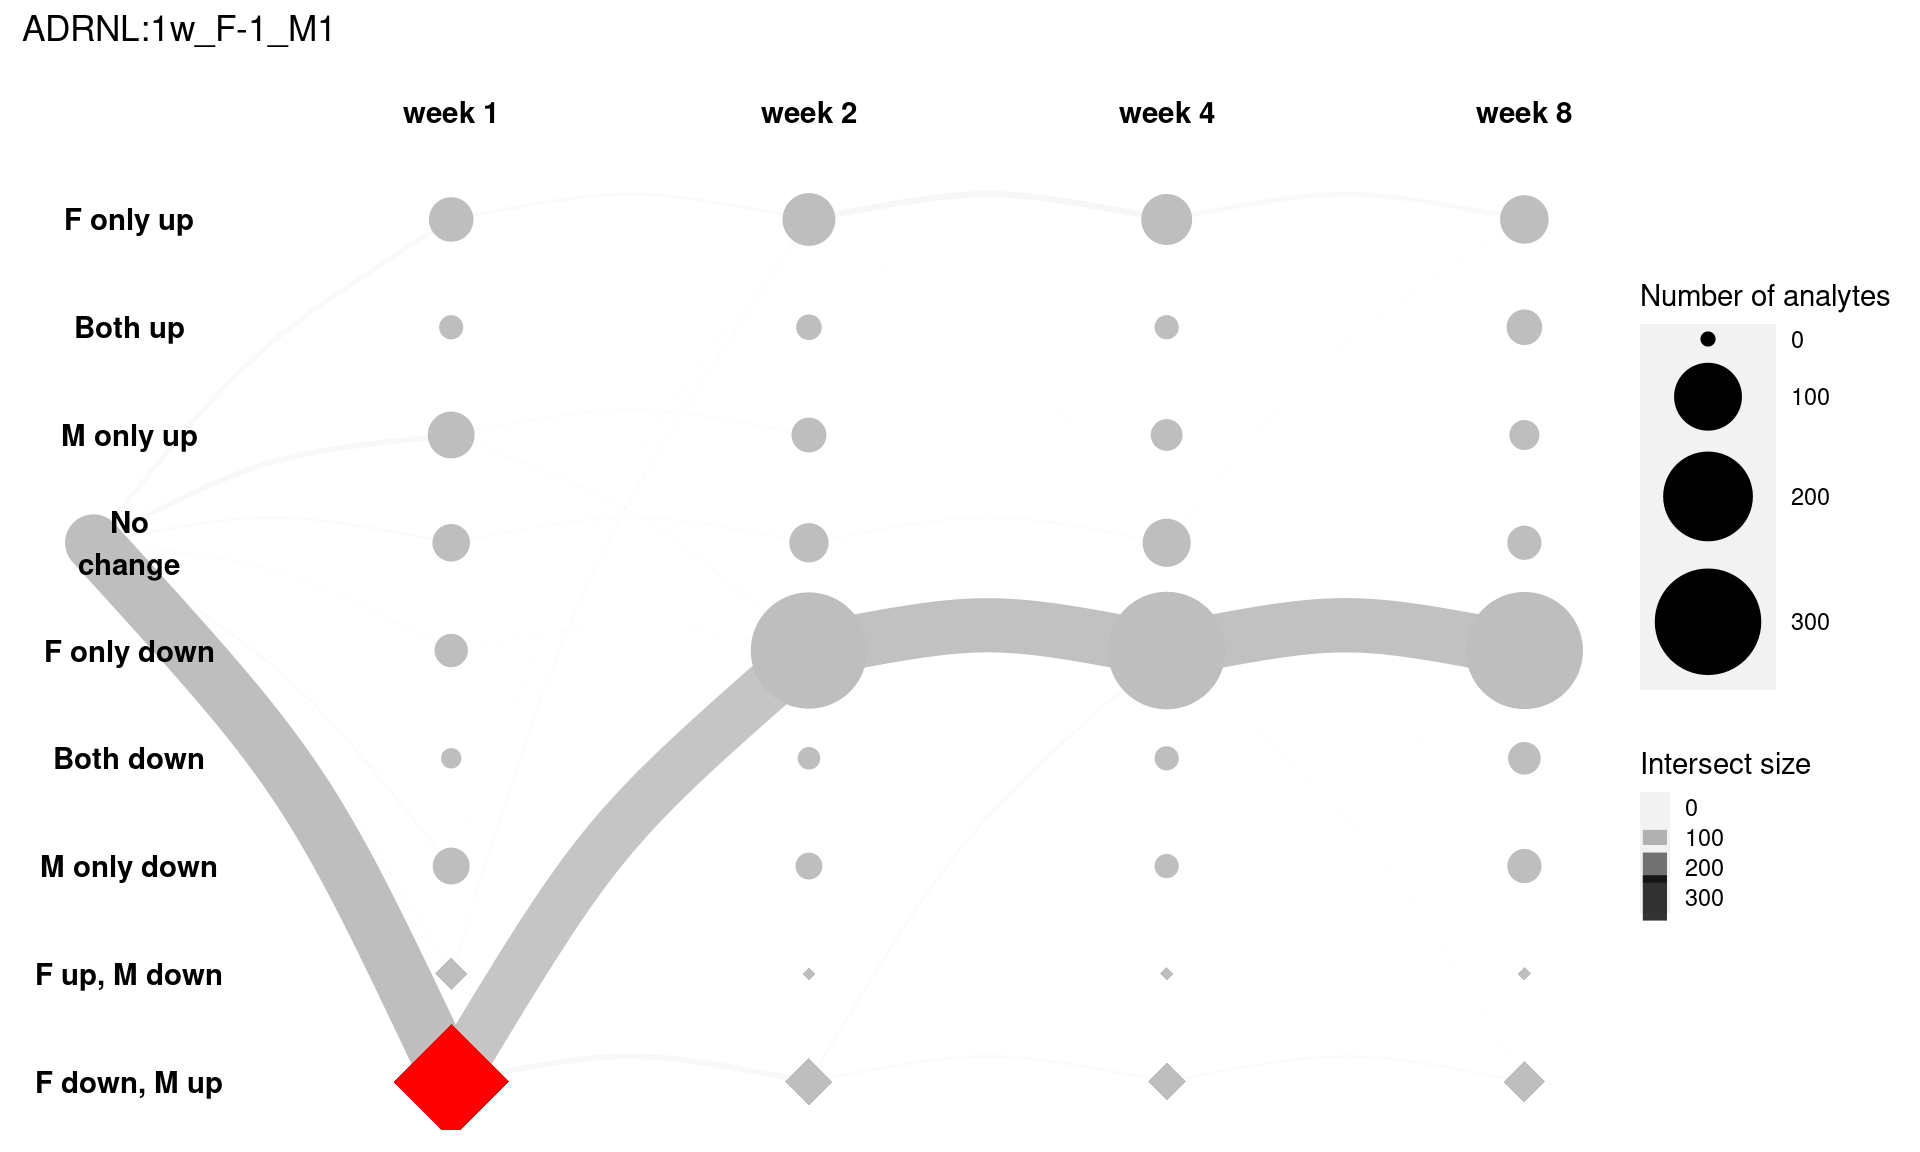 ADRNL:1w_F-1_M1
week 1 week 2 week 4 week 8
F only up
Both up
M only up
No
change
F only down
Both down
M only down
F up, M down
F down, M up
Number of analytes
0
100
200
300
Intersect size
0
100
200
300